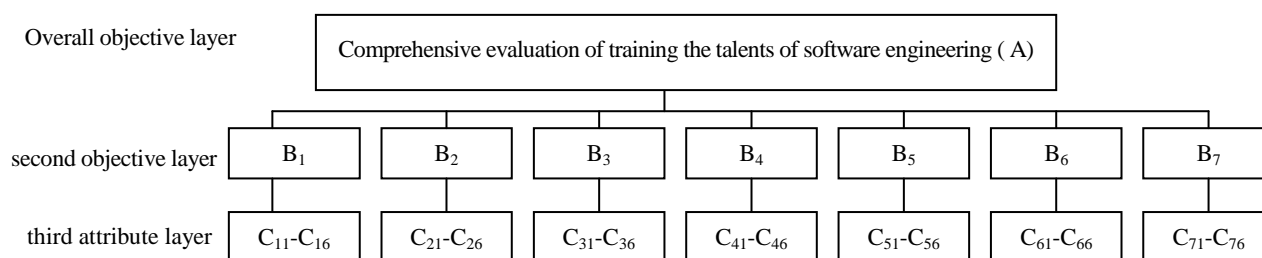 Overall objective layer
Comprehensive evaluation of training the talents of software engineering ( A)
second objective layer
B₁ B₂ B₃ B₄ B₅ B₆ B₇
third attribute layer
C₁₁-C₁₆ C₂₁-C₂₆ C₃₁-C₃₆ C₄₁-C₄₆ C₅₁-C₅₆ C₆₁-C₆₆ C₇₁-C₇₆